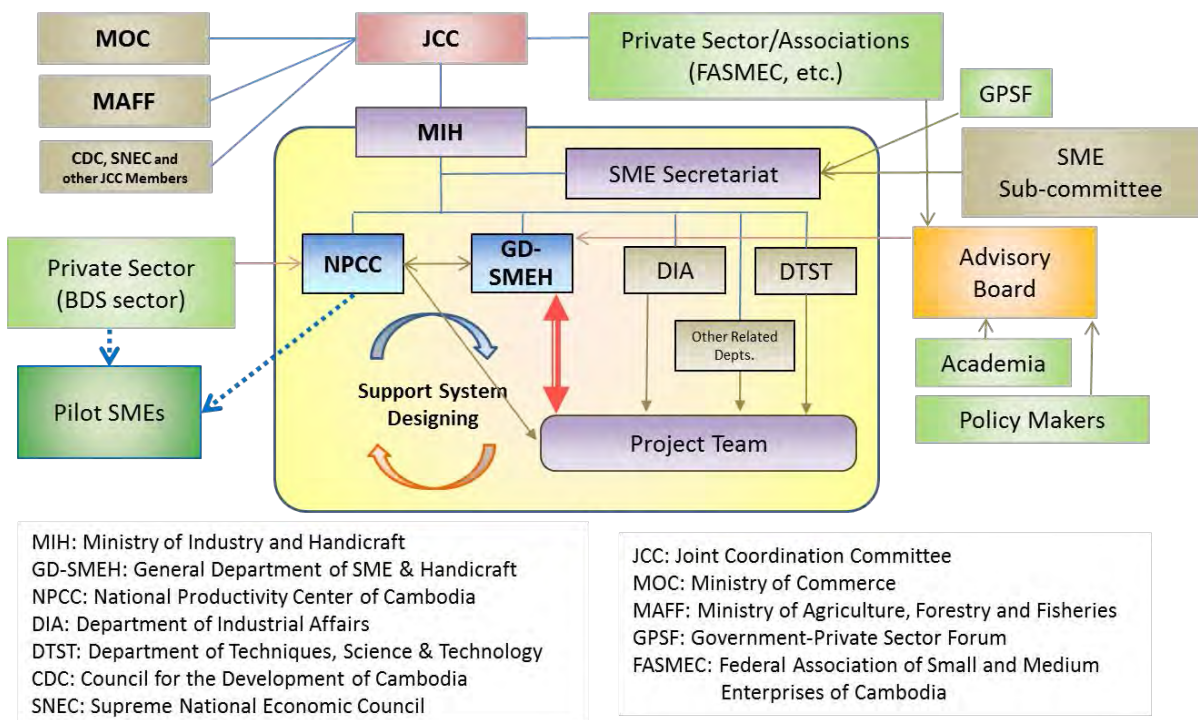 MOC
JCC
Private Sector/Associations
(FASMEC, etc.)
MAFF
GPSF
MIH
CDC, SNEC and
other JCC Members
SME Secretariat
SME
Sub-committee
Private Sector
(BDS sector)
NPCC
GD-
SMEH
DIA
DTST
Advisory
Board
Other Related
Depts.
Academia
Pilot SMEs
Support System
Designing
Policy Makers
Project Team
MIH: Ministry of Industry and Handicraft
GD-SMEH: General Department of SME & Handicraft
NPCC: National Productivity Center of Cambodia
DIA: Department of Industrial Affairs
DTST: Department of Techniques, Science & Technology
CDC: Council for the Development of Cambodia
SNEC: Supreme National Economic Council
JCC: Joint Coordination Committee
MOC: Ministry of Commerce
MAFF: Ministry of Agriculture, Forestry and Fisheries
GPSF: Government-Private Sector Forum
FASMEC: Federal Association of Small and Medium
Enterprises of Cambodia